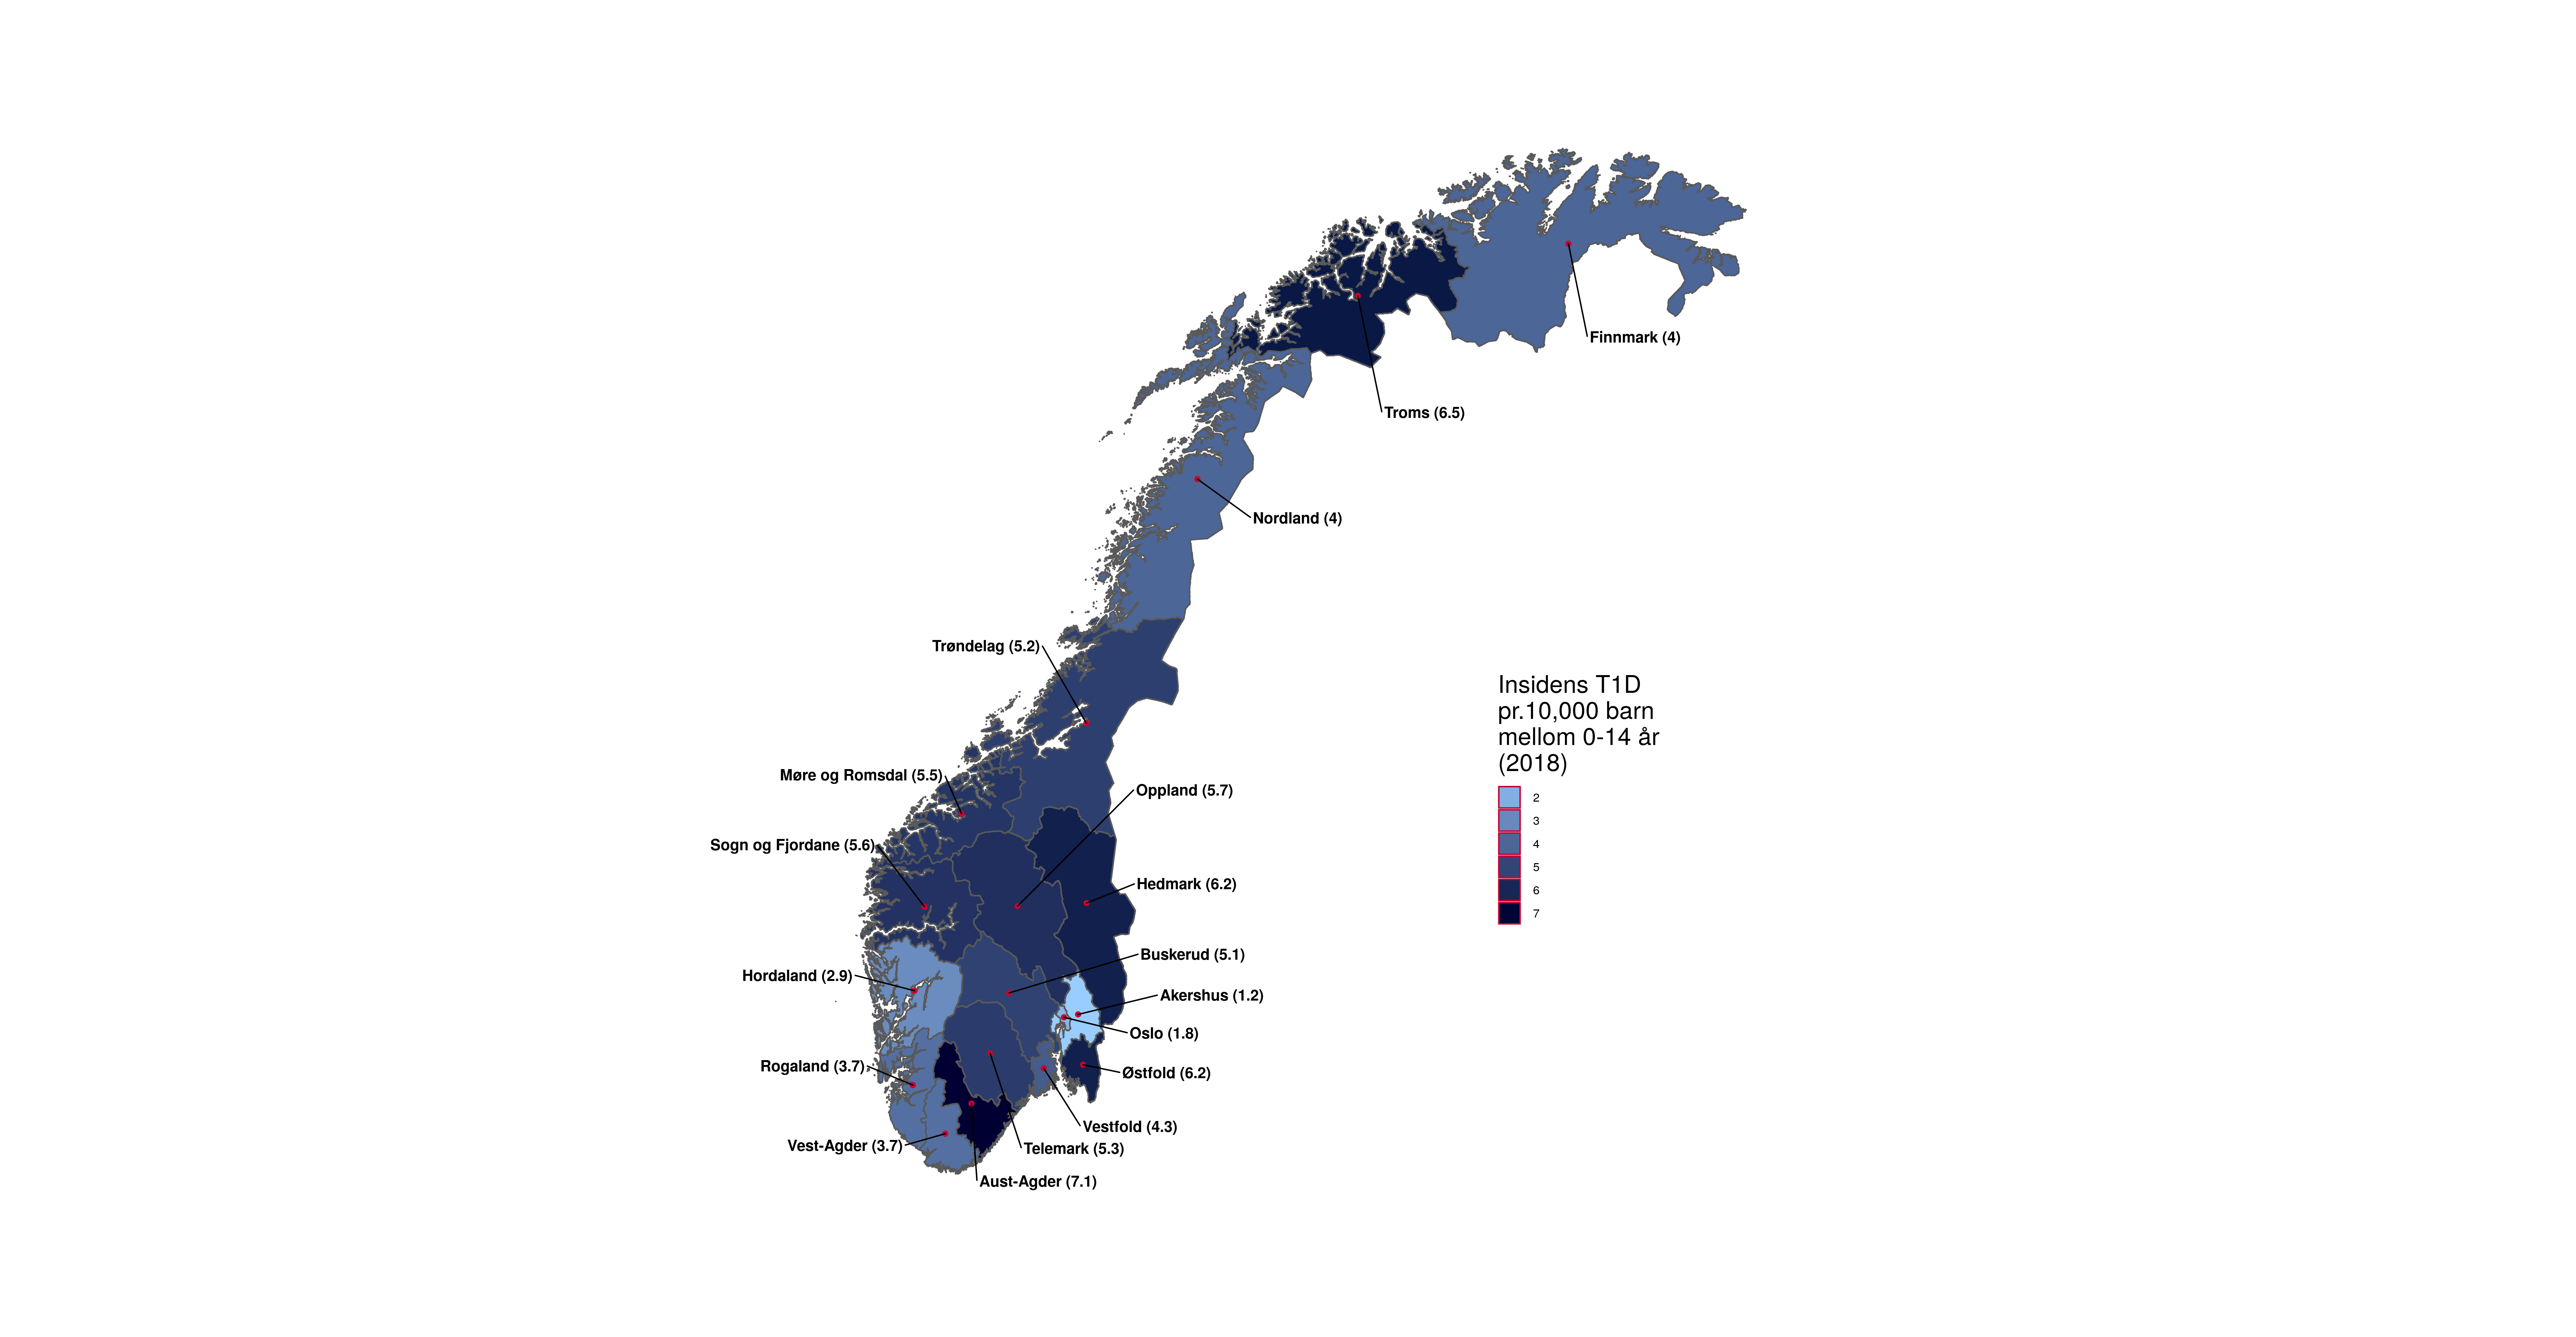 Finnmark (4)
Troms (6.5)
Nordland (4)
Trøndelag (5.2)
Møre og Romsdal (5.5)
Oppland (5.7)
Sogn og Fjordane (5.6)
Hedmark (6.2)
Buskerud (5.1)
Hordaland (2.9)
Akershus (1.2)
Oslo (1.8)
Rogaland (3.7)
Østfold (6.2)
Vestfold (4.3)
Vest-Agder (3.7)
Telemark (5.3)
Aust-Agder (7.1)
Insidens T1D
pr.10,000 barn
mellom 0-14 år
(2018)
2
3
4
5
6
7